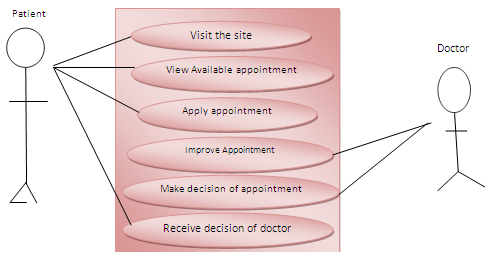 Patient
Doctor
Visit the site
View Available appointment
Apply appointment
Improve Appointment
Make decision of appointment
Receive decision of doctor